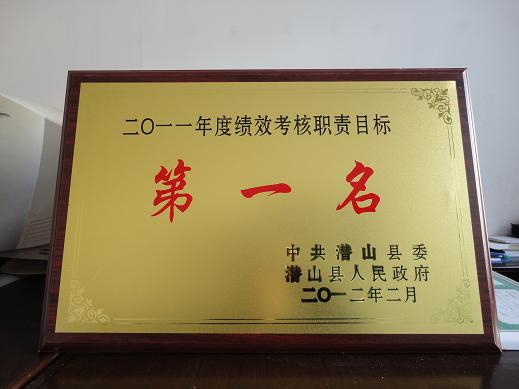 二〇一一年度绩效考核职责目标
第一名
中共潜山县委
潜山县人民政府
二〇一二年二月